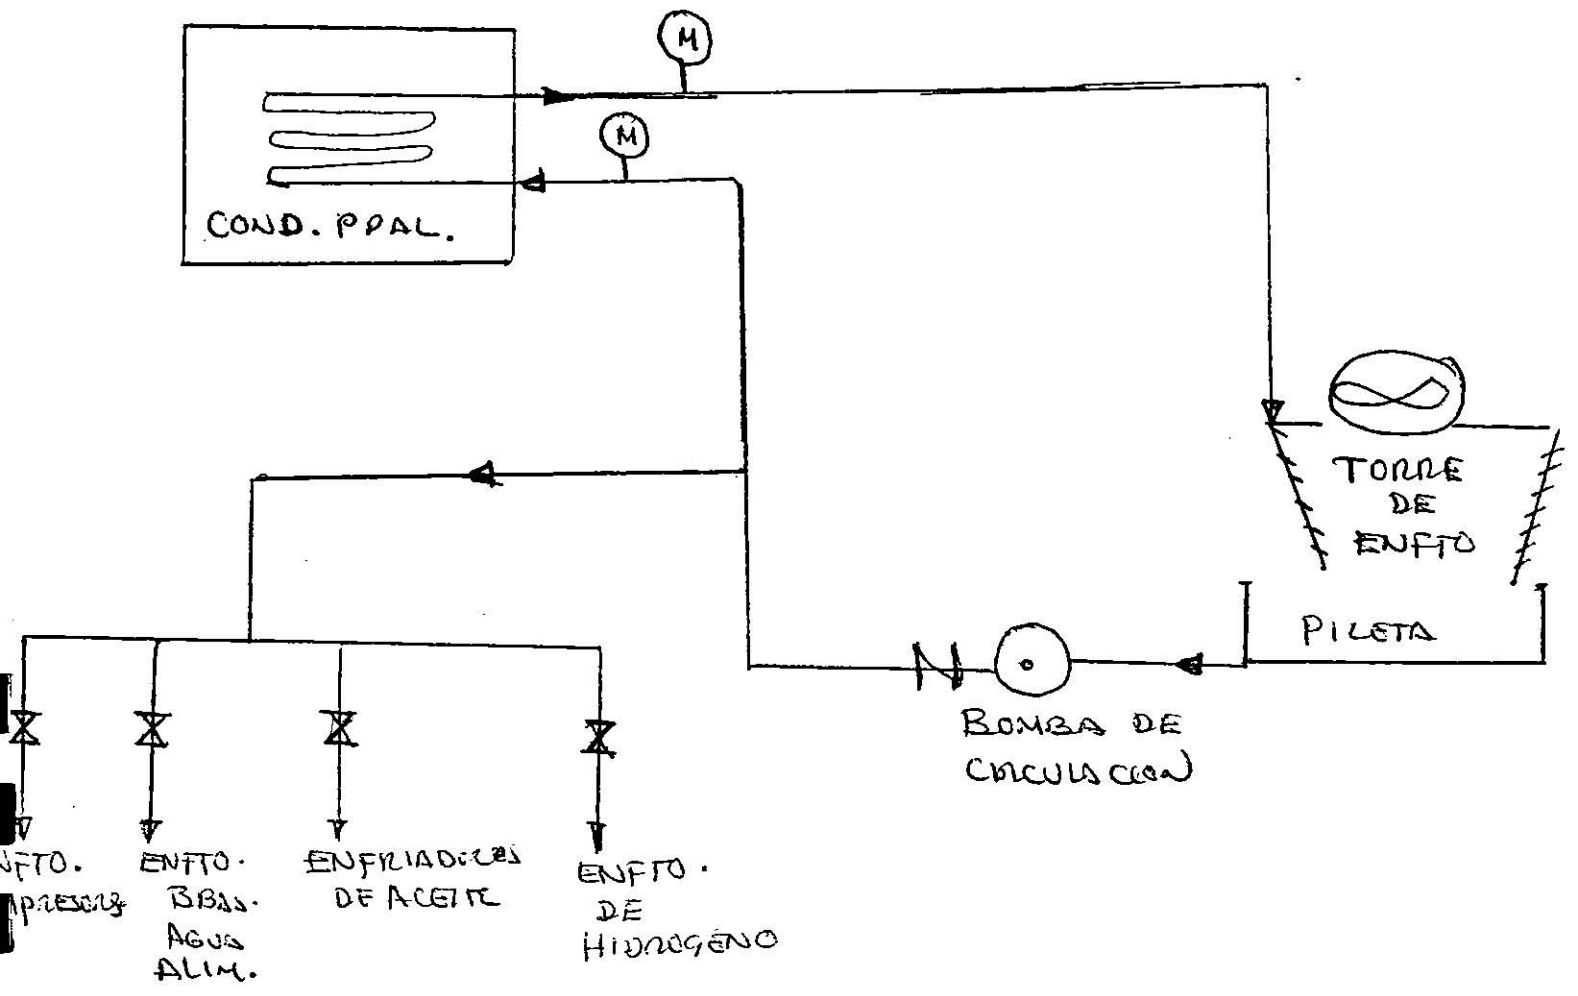 M
M
COND. PPAL.
TORRE
DE
ENFTO
PILETA
BOMBA DE
CIRCULACION
NFTO.
ENFTO.
BBAS.
AGUA
ALIM.
ENFRIADORES
DE ACEITE
ENFTO.
DE
HIDROGENO